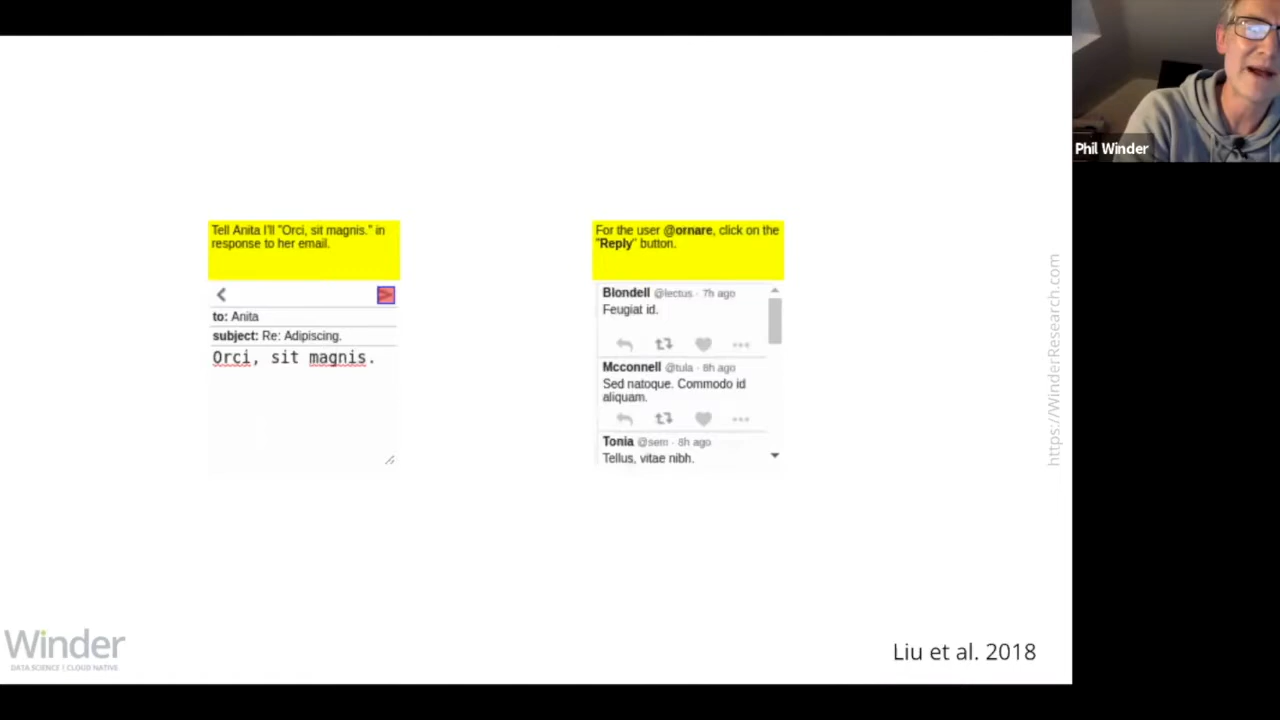 Phil Winder
Tell Anita I'll "Orci, sit magnis." in
response to her email.
to: Anita
subject: Re: Adipiscing.
Orci, sit magnis.
For the user @ornare, click on the
"Reply" button.
Blondell @lectus · 7h ago
Feugiat id.
Mcconnell @tula · 8h ago
Sed natoque. Commodo id
aliquam.
Tonia @sem · 8h ago
Tellus, vitae nibh.
https://WinderResearch.com
Winder
DATA SCIENCE | CLOUD NATIVE
Liu et al. 2018